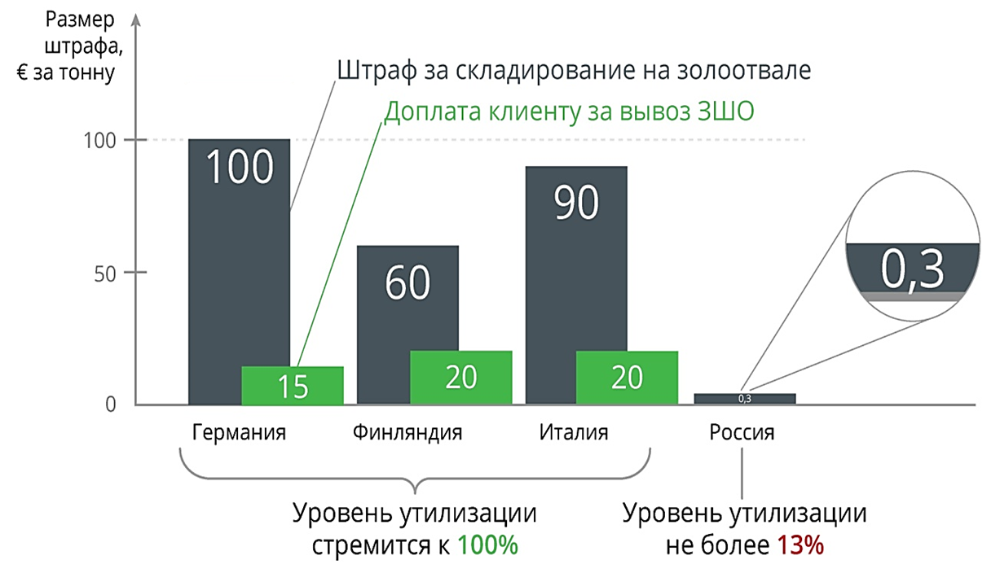 Размер
штрафа,
€ за тонну
Штраф за складирование на золоотвале
Доплата клиенту за вывоз ЗШО
100
50
0
100
15
60
20
90
20
0,3
0,3
Германия
Финляндия
Италия
Россия
Уровень утилизации
стремится к 100%
Уровень утилизации
не более 13%